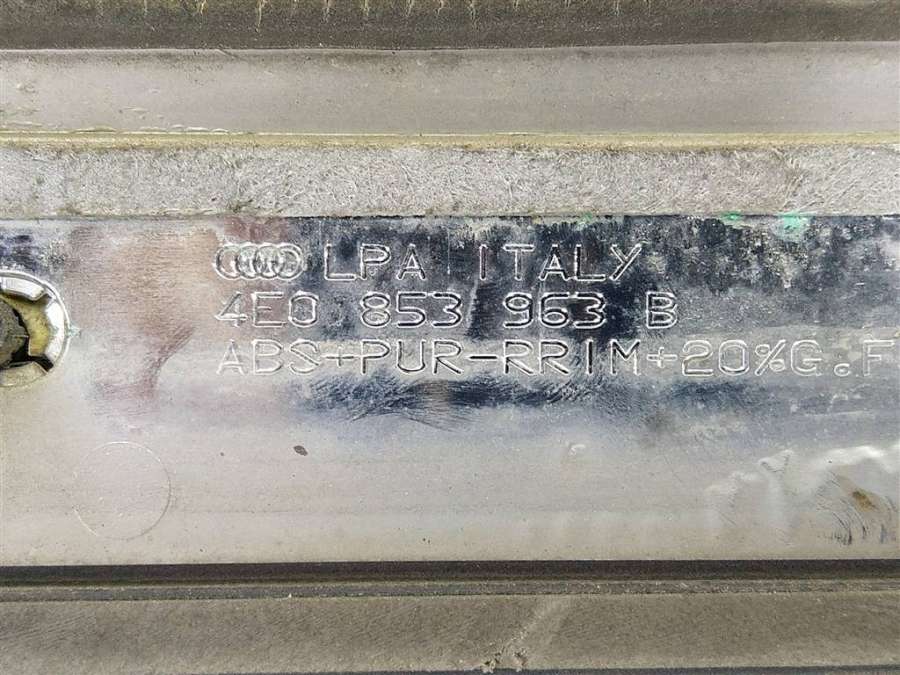 LPA ITALY
4E0 853 963 B
ABS+PUR-RRIM+20%G.F